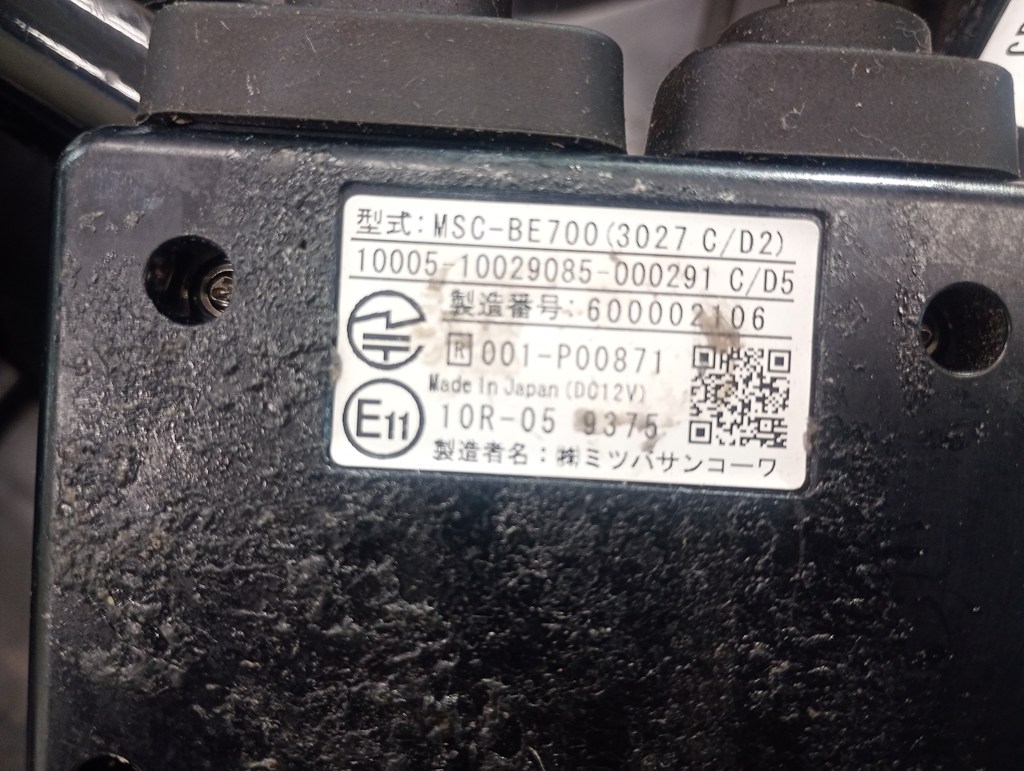 型式：MSC-BE700(3027 C/D2)
10005-10029085-000291 C/D5
製造番号：600002106
R 001-P00871
Made In Japan (DC12V)
E11 10R-05 9375
製造者名：㈱ミツバサンコーワ